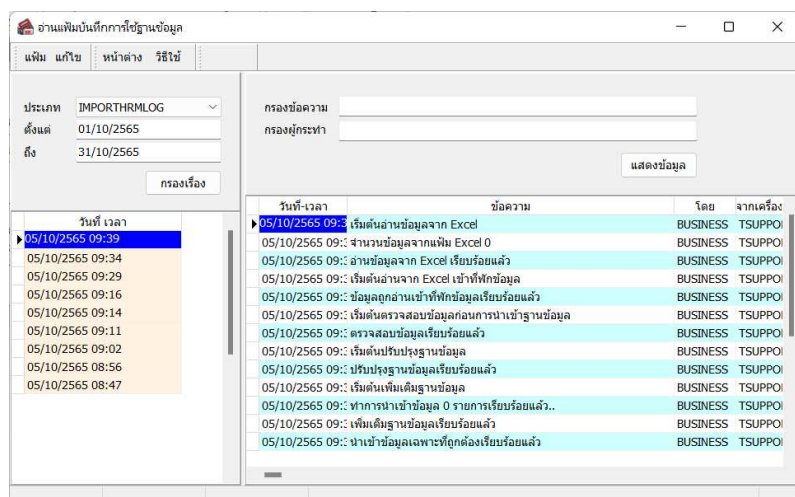 อ่านแฟ้มบันทึกการใช้ฐานข้อมูล
แฟ้ม แก้ไข หน้าต่าง วิธีใช้
ประเภท IMPORTHRMLOG
ตั้งแต่ 01/10/2565
ถึง 31/10/2565
กรองเรื่อง
กรองข้อความ
กรองผู้กระทำ
แสดงข้อมูล
วันที่ เวลา
05/10/2565 09:39
05/10/2565 09:34
05/10/2565 09:29
05/10/2565 09:16
05/10/2565 09:14
05/10/2565 09:11
05/10/2565 09:02
05/10/2565 08:56
05/10/2565 08:47
วันที่-เวลา ข้อความ โดย จากเครื่อง
05/10/2565 09:3 เริ่มต้นอ่านข้อมูลจาก Excel BUSINESS TSUPPO
05/10/2565 09:3 จำนวนข้อมูลจากแฟ้ม Excel 0 BUSINESS TSUPPO
05/10/2565 09:3 อ่านข้อมูลจาก Excel เรียบร้อยแล้ว BUSINESS TSUPPO
05/10/2565 09:3 เริ่มต้นอ่านจาก Excel เข้าที่พักข้อมูล BUSINESS TSUPPO
05/10/2565 09:3 ข้อมูลถูกอ่านเข้าที่พักข้อมูลเรียบร้อยแล้ว BUSINESS TSUPPO
05/10/2565 09:3 เริ่มต้นตรวจสอบข้อมูลก่อนการนำเข้าฐานข้อมูล BUSINESS TSUPPO
05/10/2565 09:3 ตรวจสอบข้อมูลเรียบร้อยแล้ว BUSINESS TSUPPO
05/10/2565 09:3 เริ่มต้นปรับปรุงฐานข้อมูล BUSINESS TSUPPO
05/10/2565 09:3 ปรับปรุงฐานข้อมูลเรียบร้อยแล้ว BUSINESS TSUPPO
05/10/2565 09:3 เริ่มต้นเพิ่มเติมฐานข้อมูล BUSINESS TSUPPO
05/10/2565 09:3 ทำการนำเข้าข้อมูล 0 รายการเรียบร้อยแล้ว.. BUSINESS TSUPPO
05/10/2565 09:3 เพิ่มเติมฐานข้อมูลเรียบร้อยแล้ว BUSINESS TSUPPO
05/10/2565 09:3 นำเข้าข้อมูลเฉพาะที่ถูกต้องเรียบร้อยแล้ว BUSINESS TSUPPO